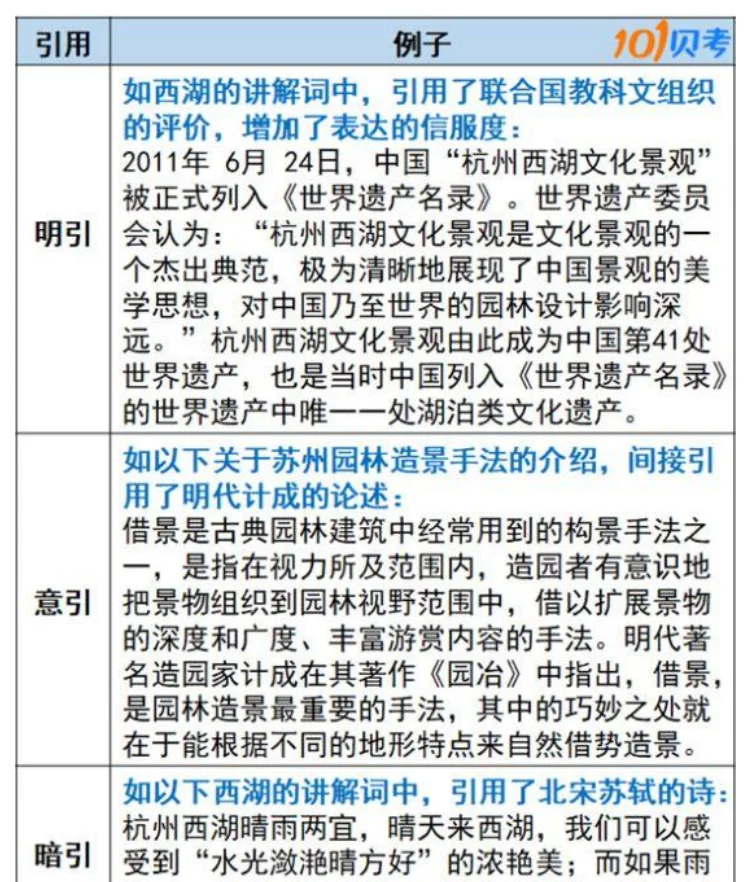 引用 例子 101贝考
如西湖的讲解词中，引用了联合国教科文组织
的评价，增加了表达的信服度：
2011年 6月 24日，中国“杭州西湖文化景观”
被正式列入《世界遗产名录》。世界遗产委员
会认为：“杭州西湖文化景观是文化景观的一
明引
个杰出典范，极为清晰地展现了中国景观的美
学思想，对中国乃至世界的园林设计影响深
远。”杭州西湖文化景观由此成为中国第41处
世界遗产，也是当时中国列入《世界遗产名录》
的世界遗产中唯一一处湖泊类文化遗产。
如以下关于苏州园林造景手法的介绍，间接引
用了明代计成的论述：
借景是古典园林建筑中经常用到的构景手法之
一，是指在视力所及范围内，造园者有意识地
意引
把景物组织到园林视野范围中，借以扩展景物
的深度和广度、丰富游赏内容的手法。明代著
名造园家计成在其著作《园冶》中指出，借景，
是园林造景最重要的手法，其中的巧妙之处就
在于能根据不同的地形特点来自然借势造景。
如以下西湖的讲解词中，引用了北宋苏轼的诗：
杭州西湖晴雨两宜，晴天来西湖，我们可以感
暗引
受到“水光潋滟晴方好”的浓艳美；而如果雨